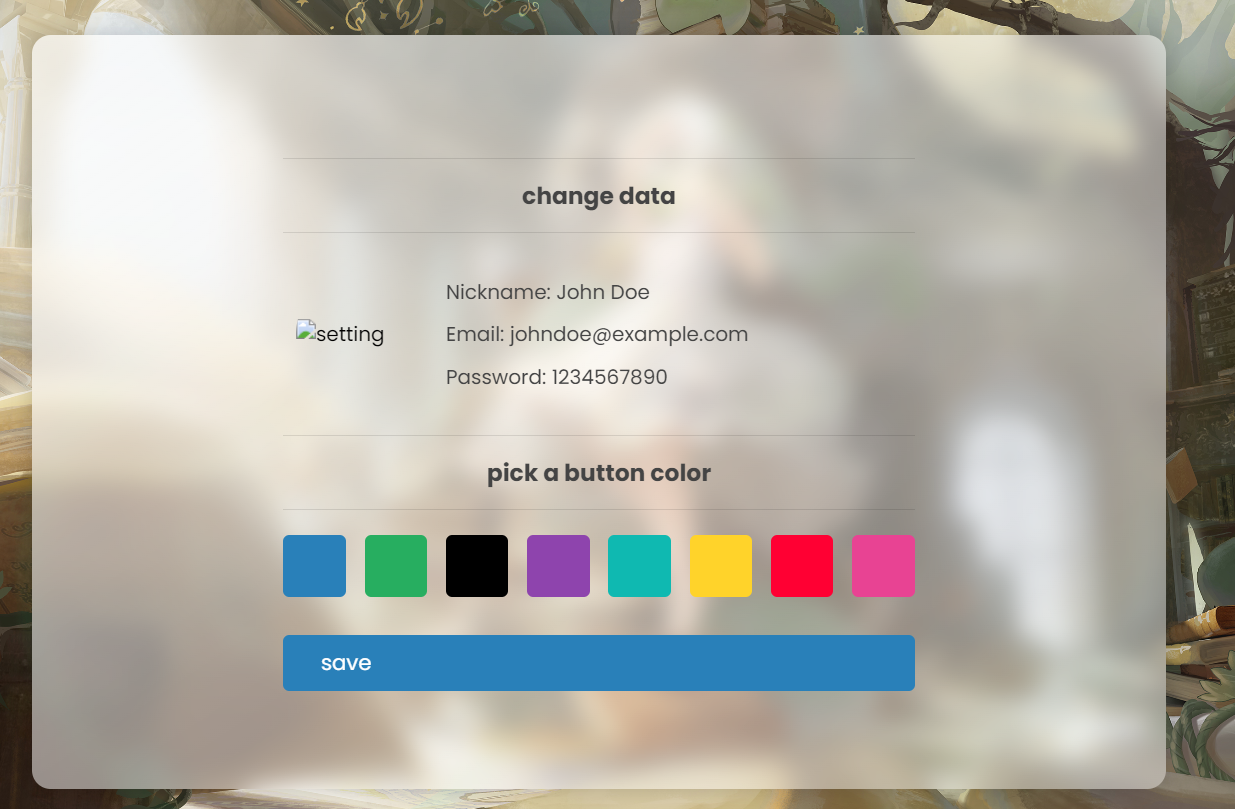 change data
Nickname: John Doe
setting
Email: johndoe@example.com
Password: 1234567890
pick a button color
save